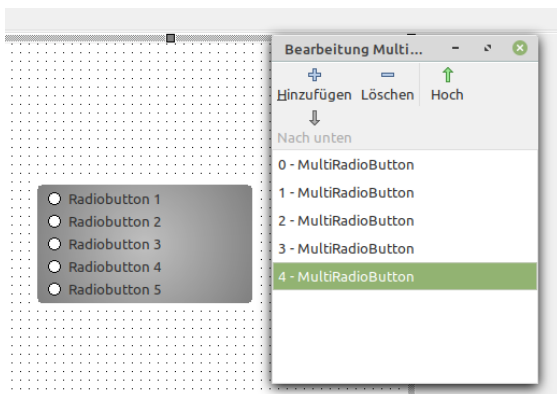 Bearbeitung Multi...
Hinzufügen Löschen Hoch
Nach unten
0 - MultiRadioButton
1 - MultiRadioButton
2 - MultiRadioButton
3 - MultiRadioButton
4 - MultiRadioButton
Radiobutton 1
Radiobutton 2
Radiobutton 3
Radiobutton 4
Radiobutton 5